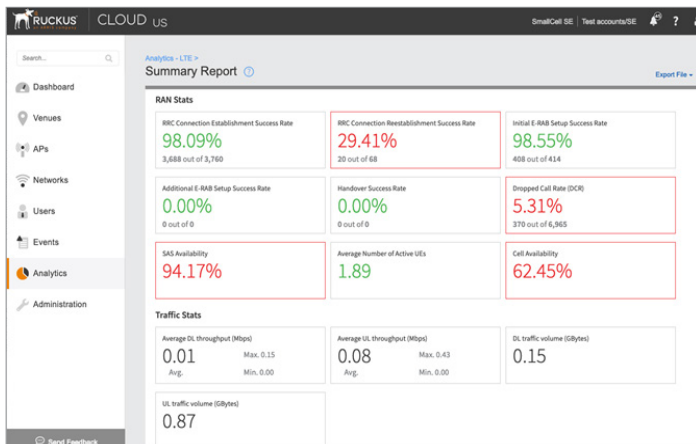 RUCKUS
CLOUD US
SmallCell SE | Test accounts/SE
?
Search...
Dashboard
Venues
APs
Networks
Users
Events
Analytics
Administration
Send Feedback
Analytics - LTE >
Summary Report ?
Export File
RAN Stats
RRC Connection Establishment Success Rate
98.09%
3,688 out of 3,760
RRC Connection Reestablishment Success Rate
29.41%
20 out of 68
Initial E-RAB Setup Success Rate
98.55%
408 out of 414
Additional E-RAB Setup Success Rate
0.00%
0 out of 0
Handover Success Rate
0.00%
0 out of 0
Dropped Call Rate (DCR)
5.31%
370 out of 6,965
SAS Availability
94.17%
Average Number of Active UEs
1.89
Cell Availability
62.45%
Traffic Stats
Average DL throughput (Mbps)
0.01 Max. 0.15
Avg. Min. 0.00
Average UL throughput (Mbps)
0.08 Max. 0.43
Avg. Min. 0.00
DL traffic volume (GBytes)
0.15
UL traffic volume (GBytes)
0.87